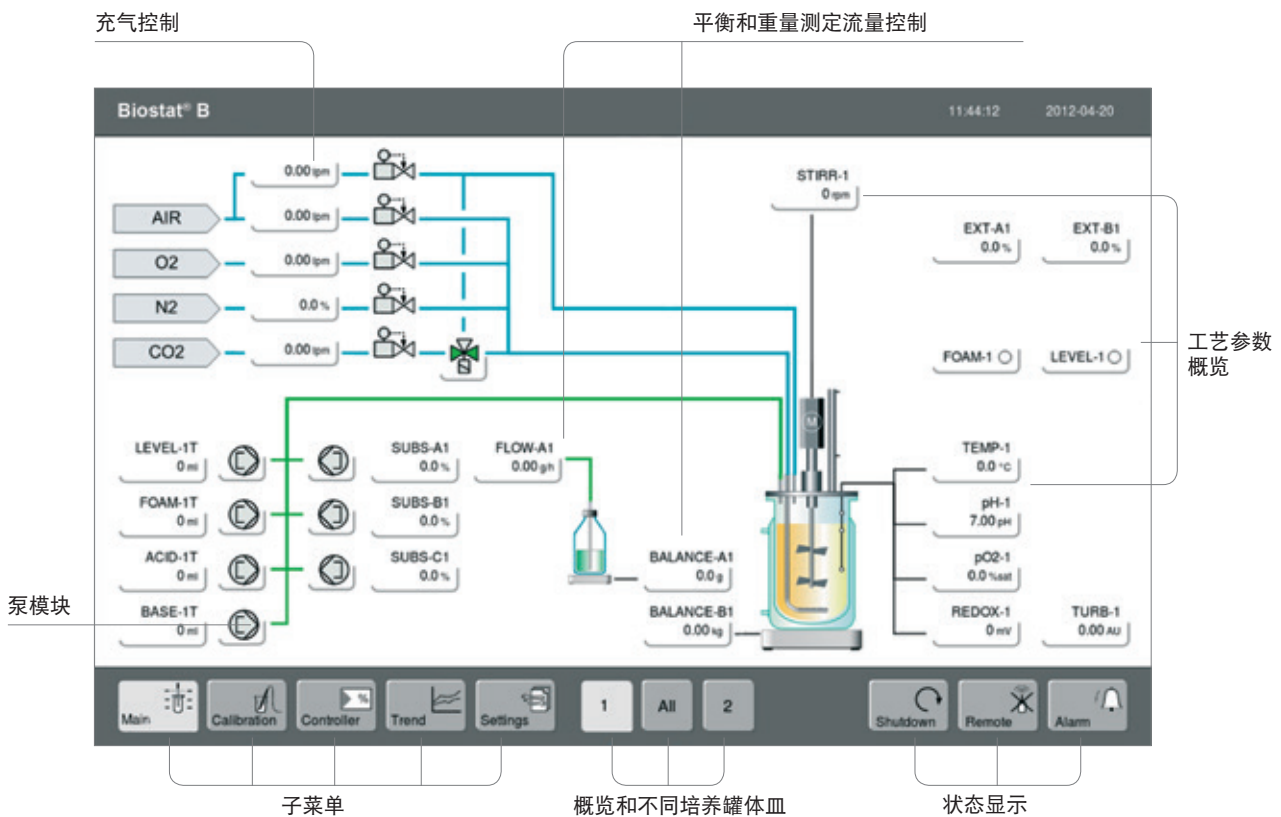 充气控制
平衡和重量测定流量控制
Biostat® B
11:44:12
2012-04-20
0.00 lpm
STIRR-1
0 rpm
AIR
0.00 lpm
EXT-A1
0.0 %
EXT-B1
0.0 %
O2
0.00 lpm
N2
0.0 %
CO2
0.00 lpm
工艺参数
概览
FOAM-1
LEVEL-1
LEVEL-1T
0 ml
SUBS-A1
0.0 %
FLOW-A1
0.00 g/h
TEMP-1
0.0 °C
FOAM-1T
0 ml
SUBS-B1
0.0 %
M
pH-1
7.00 pH
ACID-1T
0 ml
SUBS-C1
0.0 %
BALANCE-A1
0.0 g
pO2-1
0.0 %sat
泵模块
BASE-1T
0 ml
BALANCE-B1
0.00 kg
REDOX-1
0 mV
TURB-1
0.00 AU
Main
Calibration
%
Controller
Trend
Settings
1
All
2
Shutdown
Remote
Alarm
子菜单
概览和不同培养罐体皿
状态显示